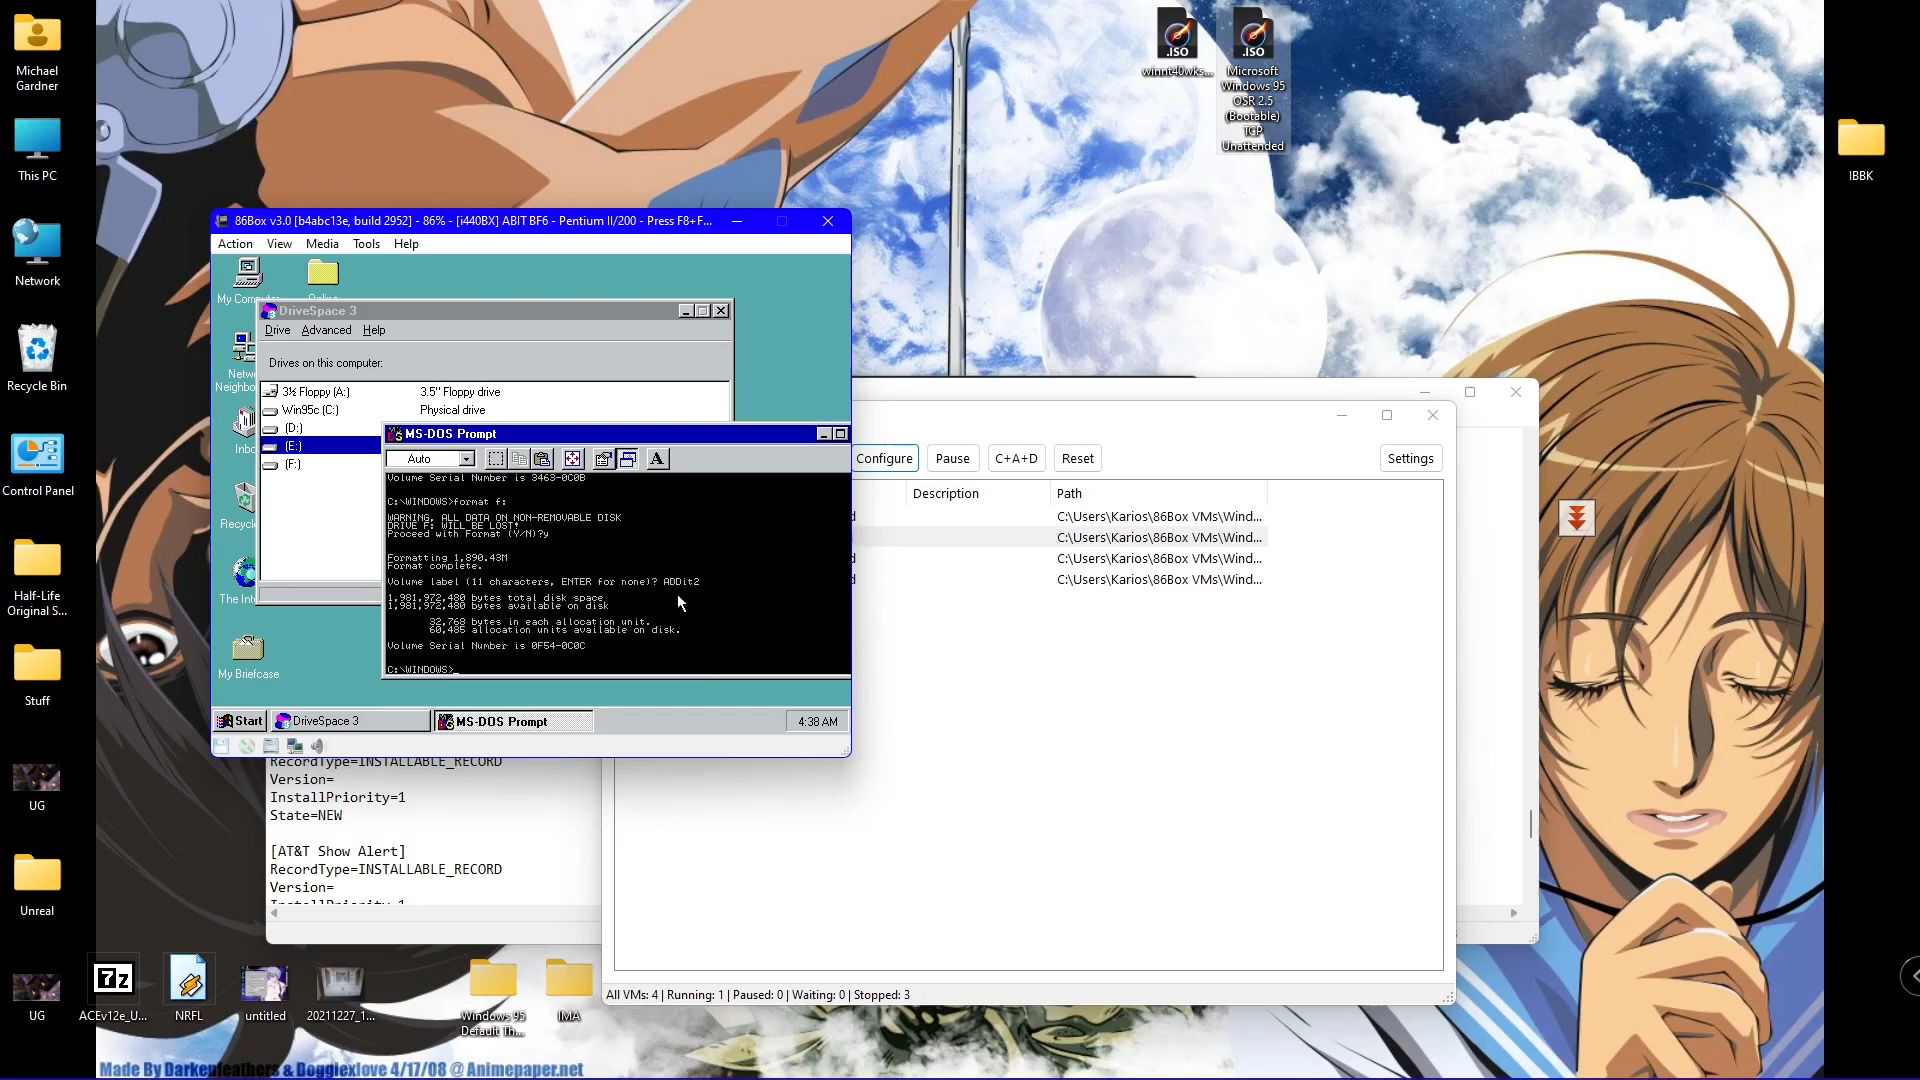 Michael
Gardner
This PC
Network
Recycle Bin
Control Panel
Half-Life
Original S...
Stuff
UG
Unreal
UG
7z
ACEv12e_U...
NRFL
untitled
20211227_1...
Windows 95
Default Th...
IMA
.ISO
winnt40wks...
.ISO
Microsoft
Windows 95
OSR 2.5
(Bootable)
TCP
Unattended
IBBK
86Box v3.0 [b4abc13e, build 2952] - 86% - [i440BX] ABIT BF6 - Pentium II/200 - Press F8+F...
Action View Media Tools Help
My Briefcase
DriveSpace 3
Drive Advanced Help
Drives on this computer:
3½ Floppy (A:) 3.5" Floppy drive
Win95c (C:) Physical drive
(D:)
(E:)
(F:)
MS-DOS Prompt
Auto
A
Volume Serial Number is 3463-0C0B
C:\WINDOWS>format f:
WARNING, ALL DATA ON NON-REMOVABLE DISK
DRIVE F: WILL BE LOST!
Proceed with Format (Y/N)?y
Formatting 1,890.43M
Format complete.
Volume label (11 characters, ENTER for none)? ADDit2
1,981,972,480 bytes total disk space
1,981,972,480 bytes available on disk
32,768 bytes in each allocation unit.
60,485 allocation units available on disk.
Volume Serial Number is 0F54-0C0C
C:\WINDOWS>_
Start DriveSpace 3 MS-DOS Prompt 4:38 AM
Configure Pause C+A+D Reset Settings
Description Path
C:\Users\Karios\86Box VMs\Wind...
C:\Users\Karios\86Box VMs\Wind...
C:\Users\Karios\86Box VMs\Wind...
C:\Users\Karios\86Box VMs\Wind...
All VMs: 4 | Running: 1 | Paused: 0 | Waiting: 0 | Stopped: 3
RecordType=INSTALLABLE_RECORD
Version=
InstallPriority=1
State=NEW
[AT&T Show Alert]
RecordType=INSTALLABLE_RECORD
Version=
Made By Darkenfeathers & Doggiexlove 4/17/08 @ Animepaper.net